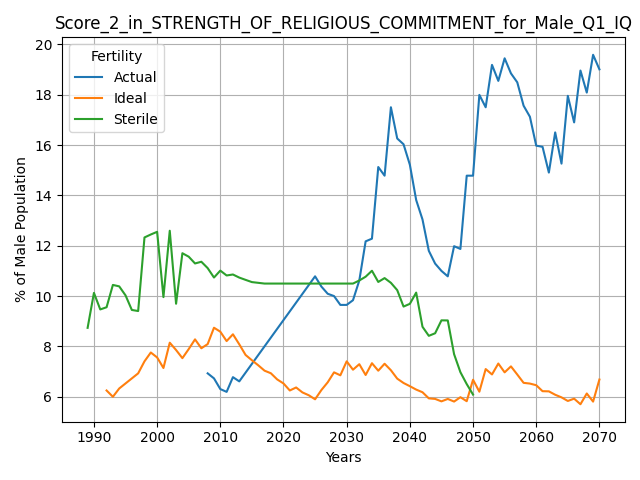 Score_2_in_STRENGTH_OF_RELIGIOUS_COMMITMENT_for_Male_Q1_IQ
Fertility
Actual
Ideal
Sterile
% of Male Population
20
18
16
14
12
10
8
6
1990 2000 2010 2020 2030 2040 2050 2060 2070
Years